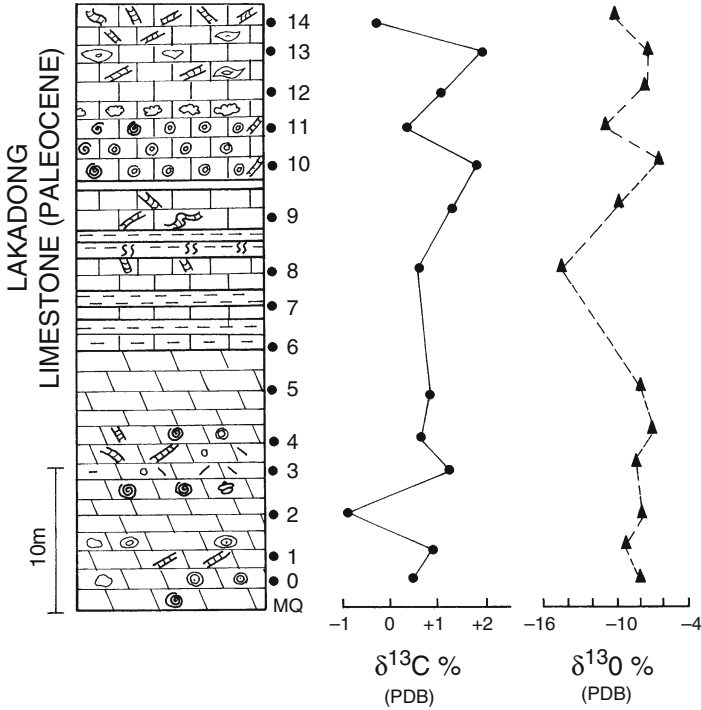 LAKADONG
LIMESTONE (PALEOCENE)
14
13
12
11
10
9
8
7
6
5
4
3
2
1
0
MQ
10m
–1 0 +1 +2
δ¹³C %
(PDB)
–16 –10 –4
δ¹³0 %
(PDB)